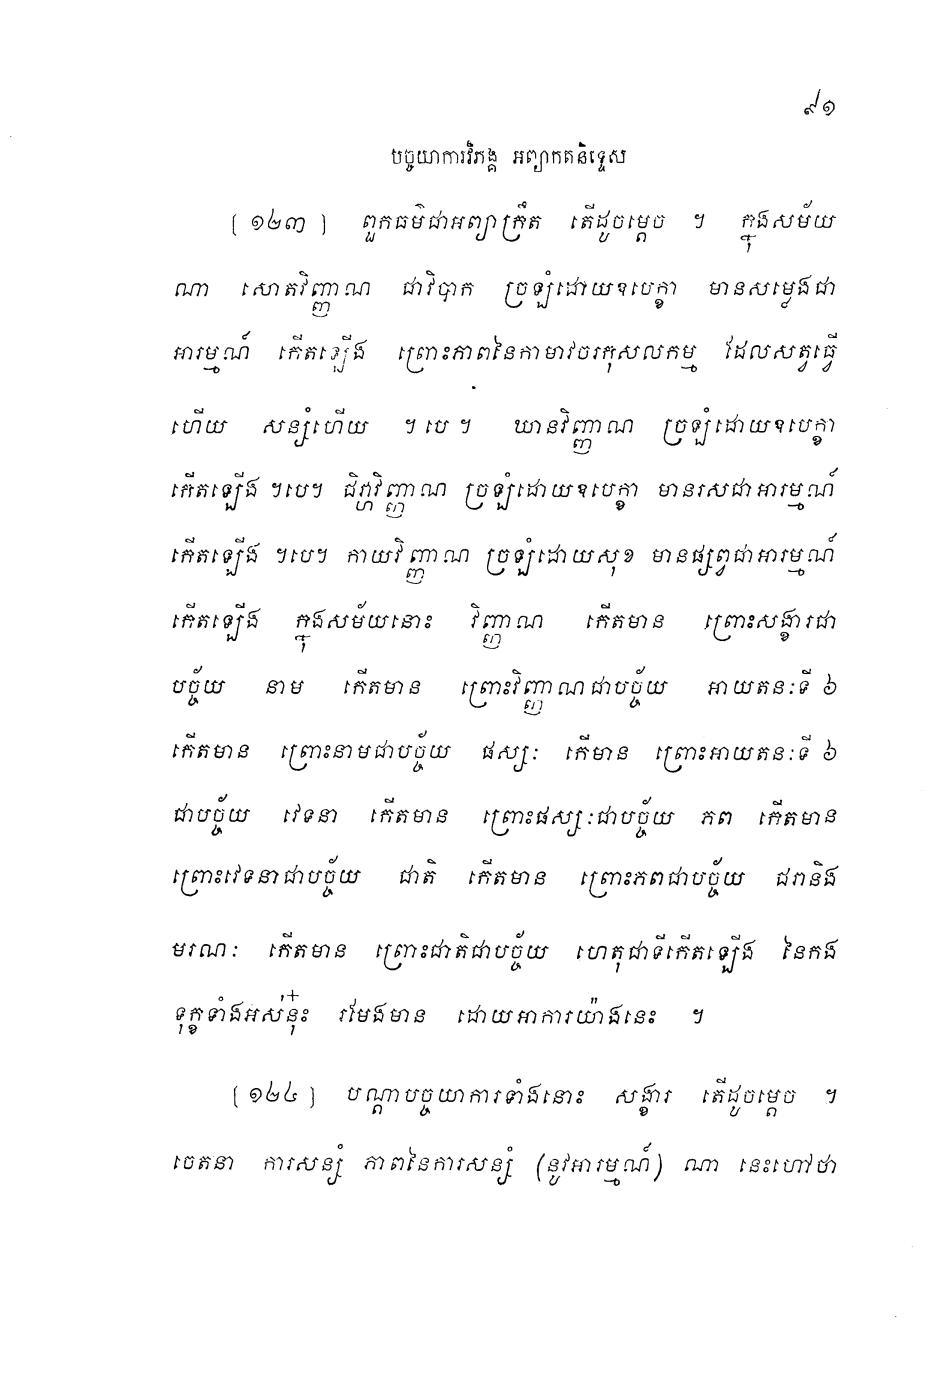 ៩១
បច្ចយាការវិភង្គ អព្យាកតនិទ្ទេស
[១២៣] ពួកធម៌ជាអព្យាក្រឹត តើដូចម្តេច ។ ក្នុងសម័យ
ណា សោតវិញ្ញាណ ជាវិបាក ច្រឡំដោយឧបេក្ខា មានសម្លេងជា
អារម្មណ៍ កើតឡើង ព្រោះភាពនៃកាមាវចរកុសលកម្ម ដែលសត្វធ្វើ
ហើយ សន្សំហើយ ។បេ។ ឃានវិញ្ញាណ ច្រឡំដោយឧបេក្ខា
កើតឡើង ។បេ។ ជិវ្ហាវិញ្ញាណ ច្រឡំដោយឧបេក្ខា មានរសជាអារម្មណ៍
កើតឡើង ។បេ។ កាយវិញ្ញាណ ច្រឡំដោយសុខ មានផ្សព្វជាអារម្មណ៍
កើតឡើង ក្នុងសម័យនោះ វិញ្ញាណ កើតមាន ព្រោះសង្ខារជា
បច្ច័យ នាម កើតមាន ព្រោះវិញ្ញាណជាបច្ច័យ អាយតនៈទី ៦
កើតមាន ព្រោះនាមជាបច្ច័យ ផស្សៈ កើមាន ព្រោះអាយតនៈទី ៦
ជាបច្ច័យ វេទនា កើតមាន ព្រោះផស្សៈជាបច្ច័យ ភព កើតមាន
ព្រោះវេទនាជាបច្ច័យ ជាតិ កើតមាន ព្រោះភពជាបច្ច័យ ជរានិង
មរណៈ កើតមាន ព្រោះជាតិជាបច្ច័យ ហេតុជាទីកើតឡើង នៃកង
ទុក្ខទាំងអស់នុ៎ះ រមែងមាន ដោយអាការយ៉ាងនេះ ។
[១២៤] បណ្តាបច្ចយាការទាំងនោះ សង្ខារ តើដូចម្តេច ។
ចេតនា ការសន្សំ ភាពនៃការសន្សំ (នូវអារម្មណ៍) ណា នេះហៅថា